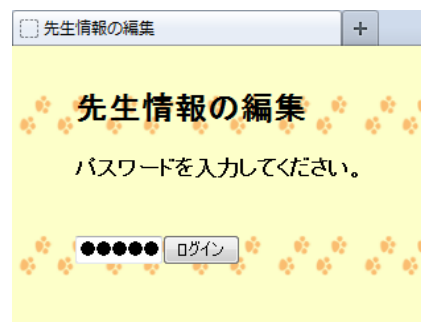 先生情報の編集
先生情報の編集
パスワードを入力してください。
●●●●● ログイン